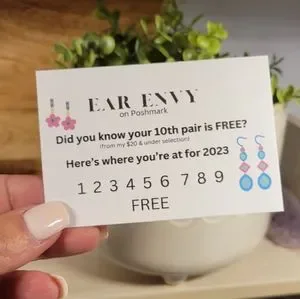 EAR ENVY
on Poshmark
Did you know your 10th pair is FREE?
(from my $20 & under selection)
Here's where you're at for 2023
1 2 3 4 5 6 7 8 9
FREE